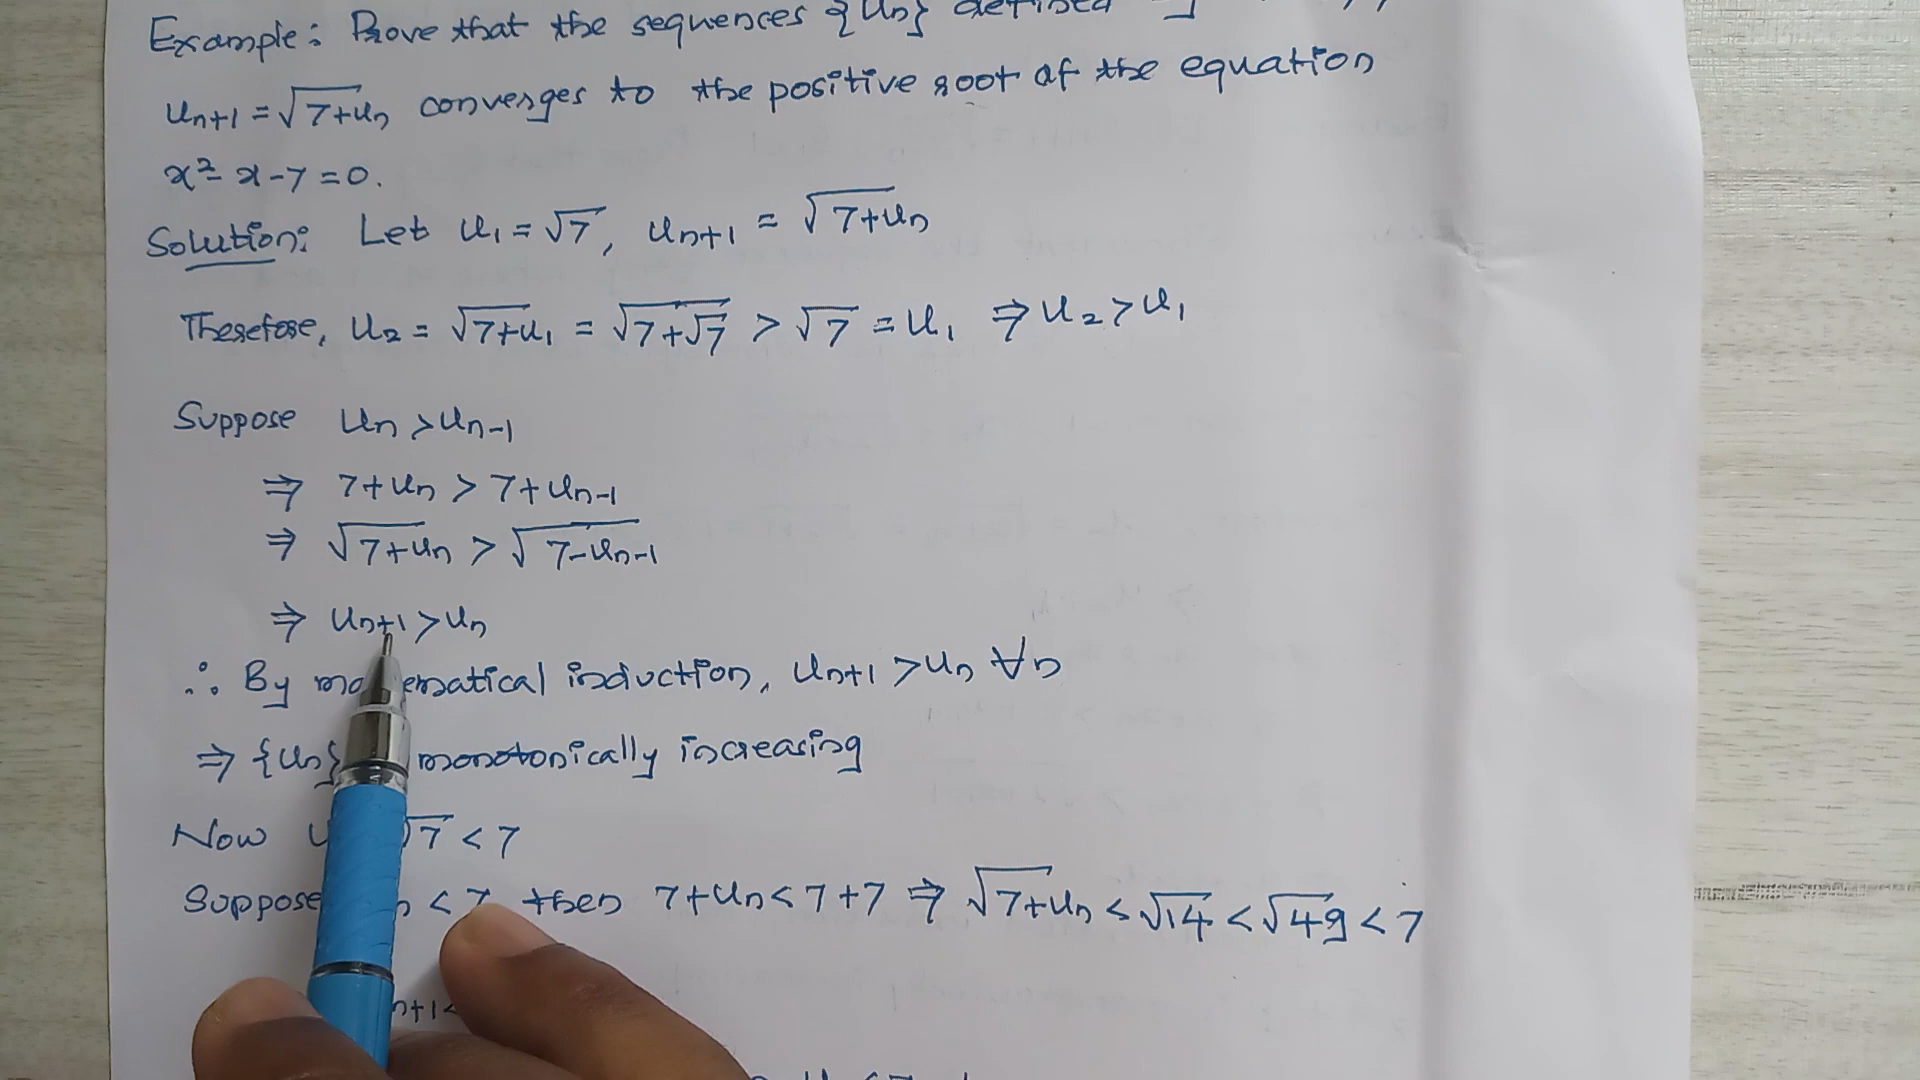 Example: Prove that the sequences {Un} defined
Un+1 = √7+Un converges to the positive root of the equation
x² - x - 7 = 0.
Solution: Let U1 = √7, Un+1 = √7+Un
Therefore, U2 = √7+U1 = √7+√7 > √7 = U1 ⇒ U2 > U1
Suppose Un > Un-1
⇒ 7+Un > 7+Un-1
⇒ √7+Un > √7-Un-1
⇒ Un+1 > Un
∴ By induction, Un+1 > Un ∀n
⇒ {Un} monotonically increasing
Now √7 < 7
Suppose < 7 then 7+Un < 7+7 ⇒ √7+Un < √14 < √49 < 7
n+1 <